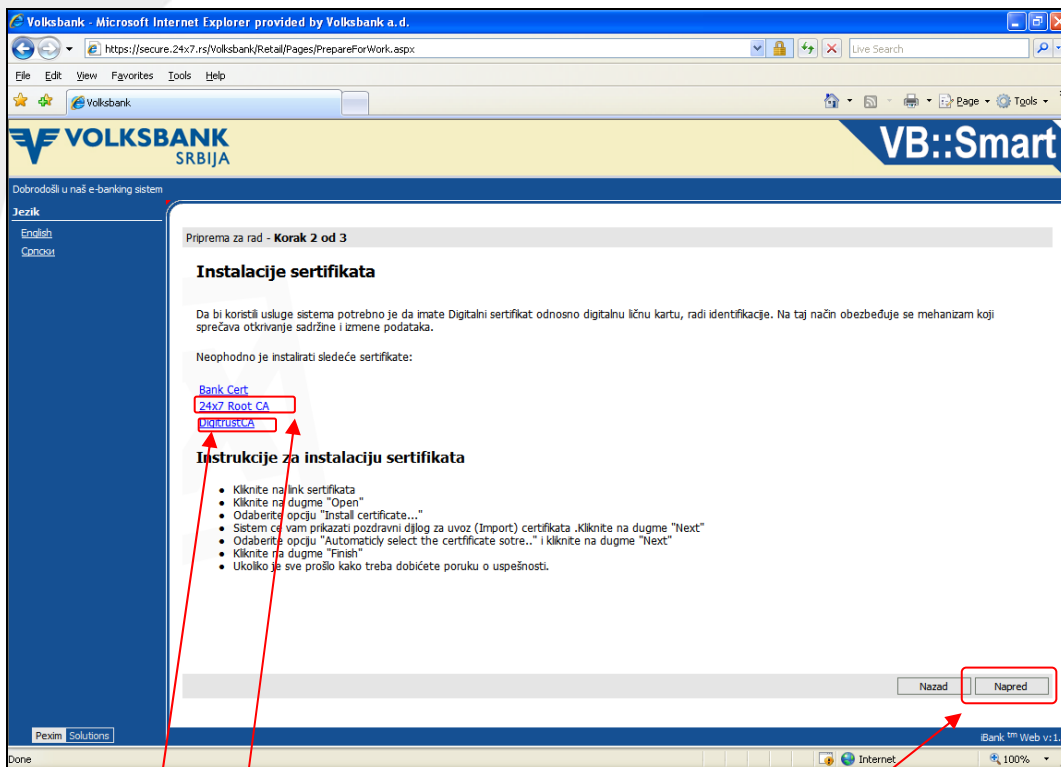 Volksbank - Microsoft Internet Explorer provided by Volksbank a.d.
https://secure.24x7.rs/Volksbank/Retail/Pages/PrepareForWork.aspx
Live Search
File Edit View Favorites Tools Help
Volksbank
Page Tools
VOLKSBANK
SRBIJA
VB::Smart
Dobrodošli u naš e-banking sistem
Jezik
English
Српски
Priprema za rad - Korak 2 od 3
Instalacije sertifikata
Da bi koristili usluge sistema potrebno je da imate Digitalni sertifikat odnosno digitalnu ličnu kartu, radi identifikacije. Na taj način obezbeđuje se mehanizam koji
sprečava otkrivanje sadržine i izmene podataka.
Neophodno je instalirati sledeće sertifikate:
Bank Cert
24x7 Root CA
DigitrustCA
Instrukcije za instalaciju sertifikata
• Kliknite na link sertifikata
• Kliknite na dugme "Open"
• Odaberite opciju "Install certificate..."
• Sistem ce vam prikazati pozdravni dijlog za uvoz (Import) certifikata .Kliknite na dugme "Next"
• Odaberite opciju "Automaticly select the certfificate sotre.." i kliknite na dugme "Next"
• Kliknite na dugme "Finish"
• Ukoliko je sve prošlo kako treba dobićete poruku o uspešnosti.
Nazad Napred
Pexim Solutions
iBank tm Web v:1.
Done
Internet
100%